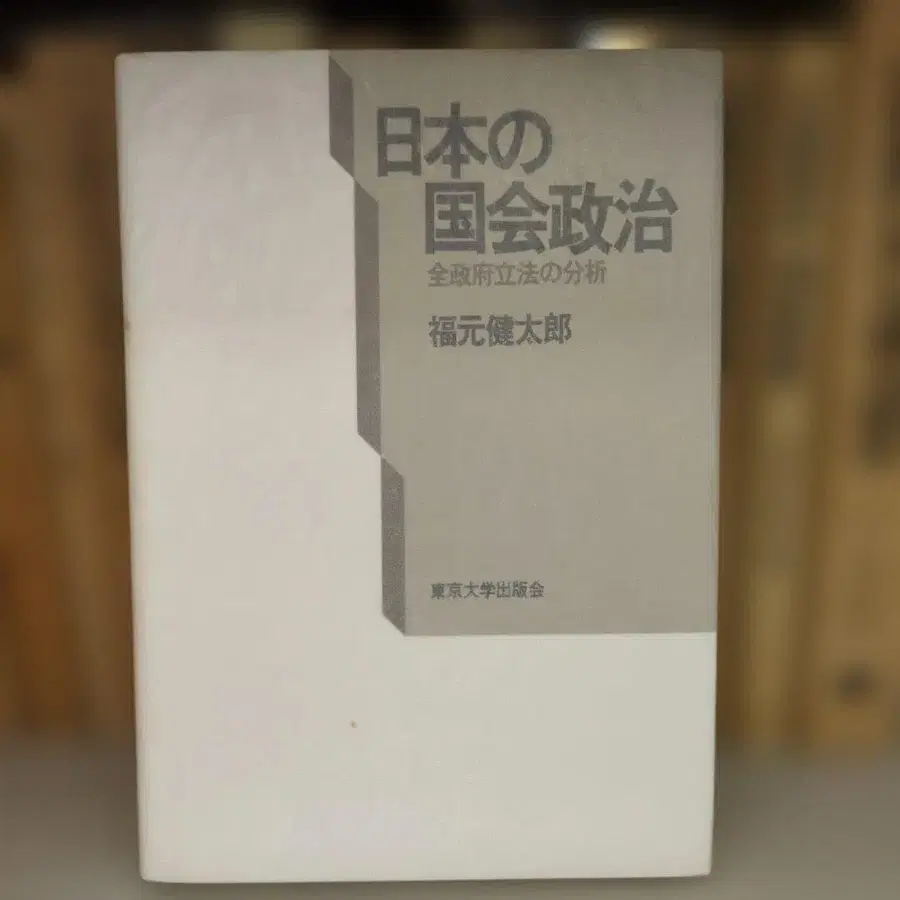 日本の
国会政治
全政府立法の分析
福元健太郎
東京大学出版会